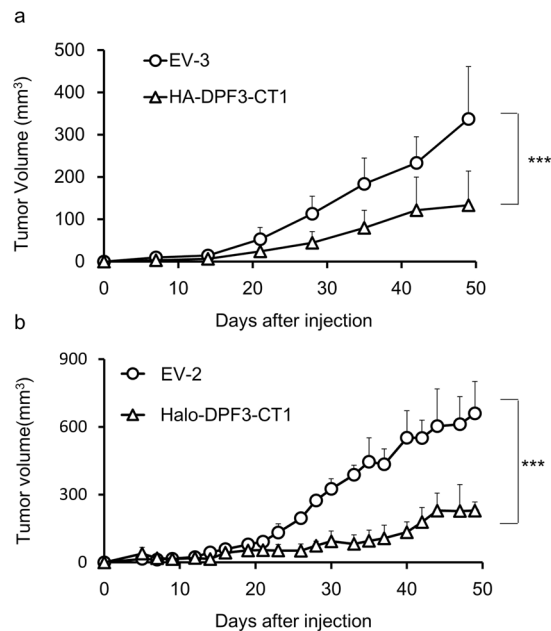 a
500
400
300
200
100
0
Tumor Volume (mm³)
EV-3
HA-DPF3-CT1
***
0 10 20 30 40 50
Days after injection
b
900
600
300
0
Tumor volume(mm³)
EV-2
Halo-DPF3-CT1
***
0 10 20 30 40 50
Days after injection